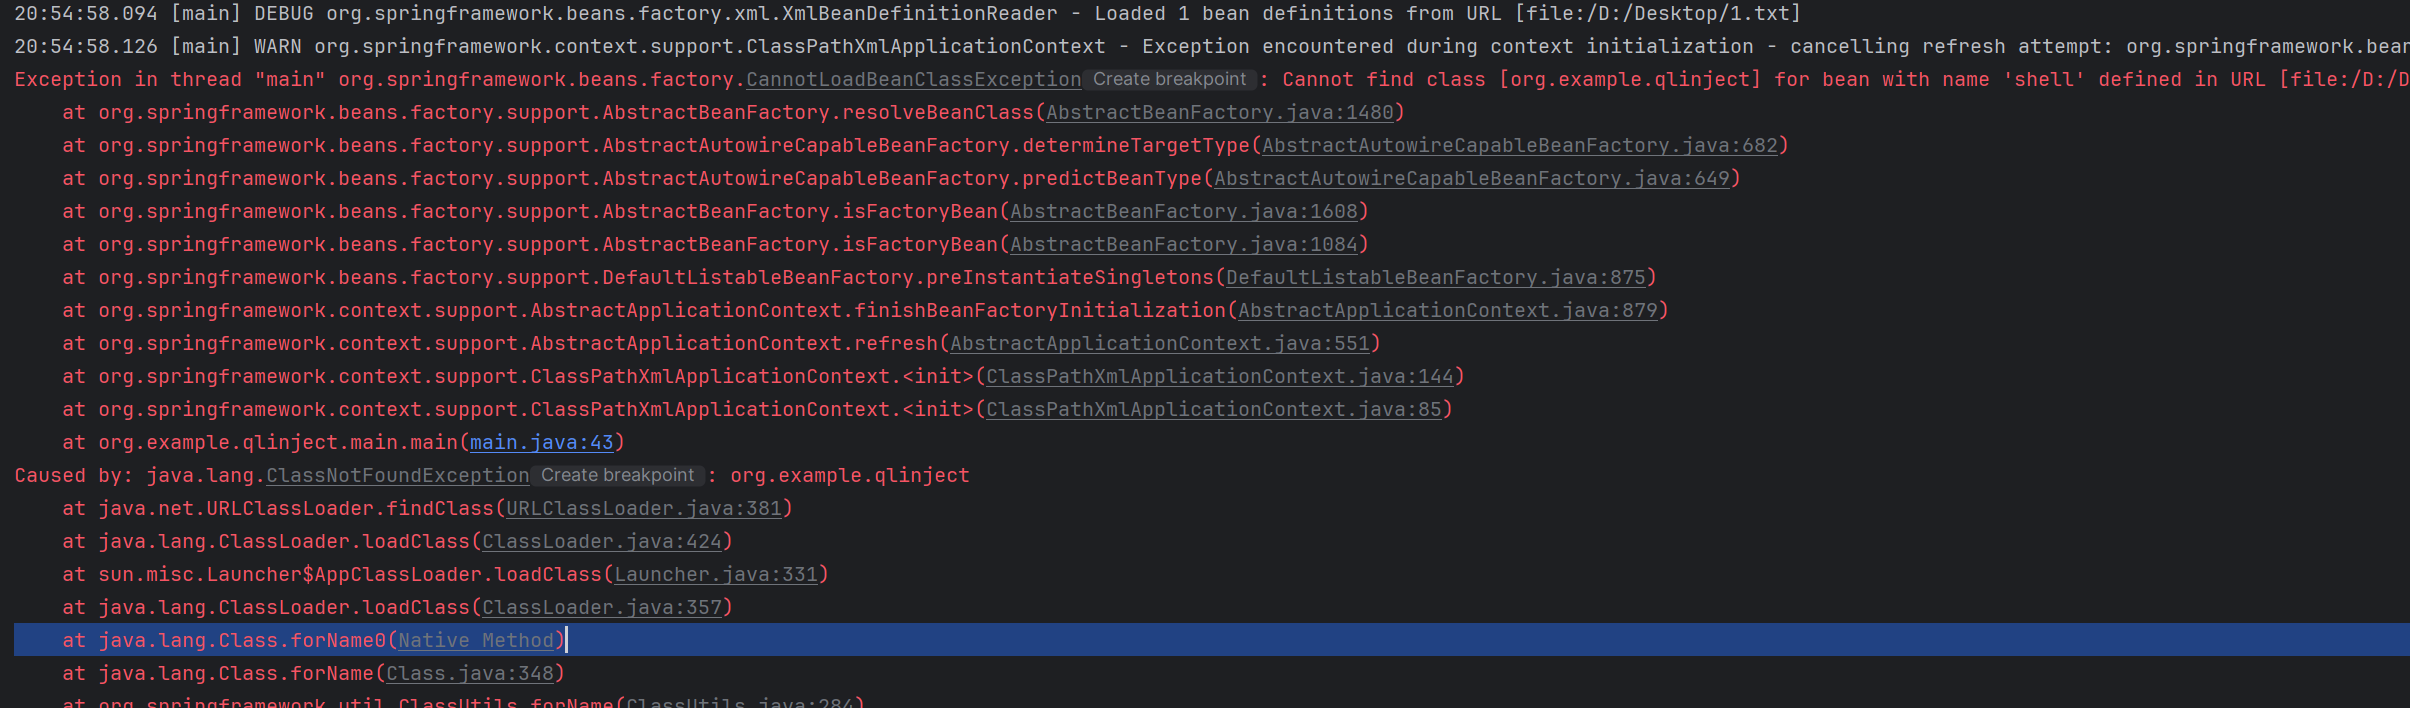 20:54:58.094 [main] DEBUG org.springframework.beans.factory.xml.XmlBeanDefinitionReader - Loaded 1 bean definitions from URL [file:/D:/Desktop/1.txt]
20:54:58.126 [main] WARN org.springframework.context.support.ClassPathXmlApplicationContext - Exception encountered during context initialization - cancelling refresh attempt: org.springframework.bean
Exception in thread "main" org.springframework.beans.factory.CannotLoadBeanClassException Create breakpoint : Cannot find class [org.example.qlinject] for bean with name 'shell' defined in URL [file:/D:/D
    at org.springframework.beans.factory.support.AbstractBeanFactory.resolveBeanClass(AbstractBeanFactory.java:1480)
    at org.springframework.beans.factory.support.AbstractAutowireCapableBeanFactory.determineTargetType(AbstractAutowireCapableBeanFactory.java:682)
    at org.springframework.beans.factory.support.AbstractAutowireCapableBeanFactory.predictBeanType(AbstractAutowireCapableBeanFactory.java:649)
    at org.springframework.beans.factory.support.AbstractBeanFactory.isFactoryBean(AbstractBeanFactory.java:1608)
    at org.springframework.beans.factory.support.AbstractBeanFactory.isFactoryBean(AbstractBeanFactory.java:1084)
    at org.springframework.beans.factory.support.DefaultListableBeanFactory.preInstantiateSingletons(DefaultListableBeanFactory.java:875)
    at org.springframework.context.support.AbstractApplicationContext.finishBeanFactoryInitialization(AbstractApplicationContext.java:879)
    at org.springframework.context.support.AbstractApplicationContext.refresh(AbstractApplicationContext.java:551)
    at org.springframework.context.support.ClassPathXmlApplicationContext.<init>(ClassPathXmlApplicationContext.java:144)
    at org.springframework.context.support.ClassPathXmlApplicationContext.<init>(ClassPathXmlApplicationContext.java:85)
    at org.example.qlinject.main.main(main.java:43)
Caused by: java.lang.ClassNotFoundException Create breakpoint : org.example.qlinject
    at java.net.URLClassLoader.findClass(URLClassLoader.java:381)
    at java.lang.ClassLoader.loadClass(ClassLoader.java:424)
    at sun.misc.Launcher$AppClassLoader.loadClass(Launcher.java:331)
    at java.lang.ClassLoader.loadClass(ClassLoader.java:357)
    at java.lang.Class.forName0(Native Method)
    at java.lang.Class.forName(Class.java:348)
    at org.springframework.util.ClassUtils.forName(ClassUtils.java:284)